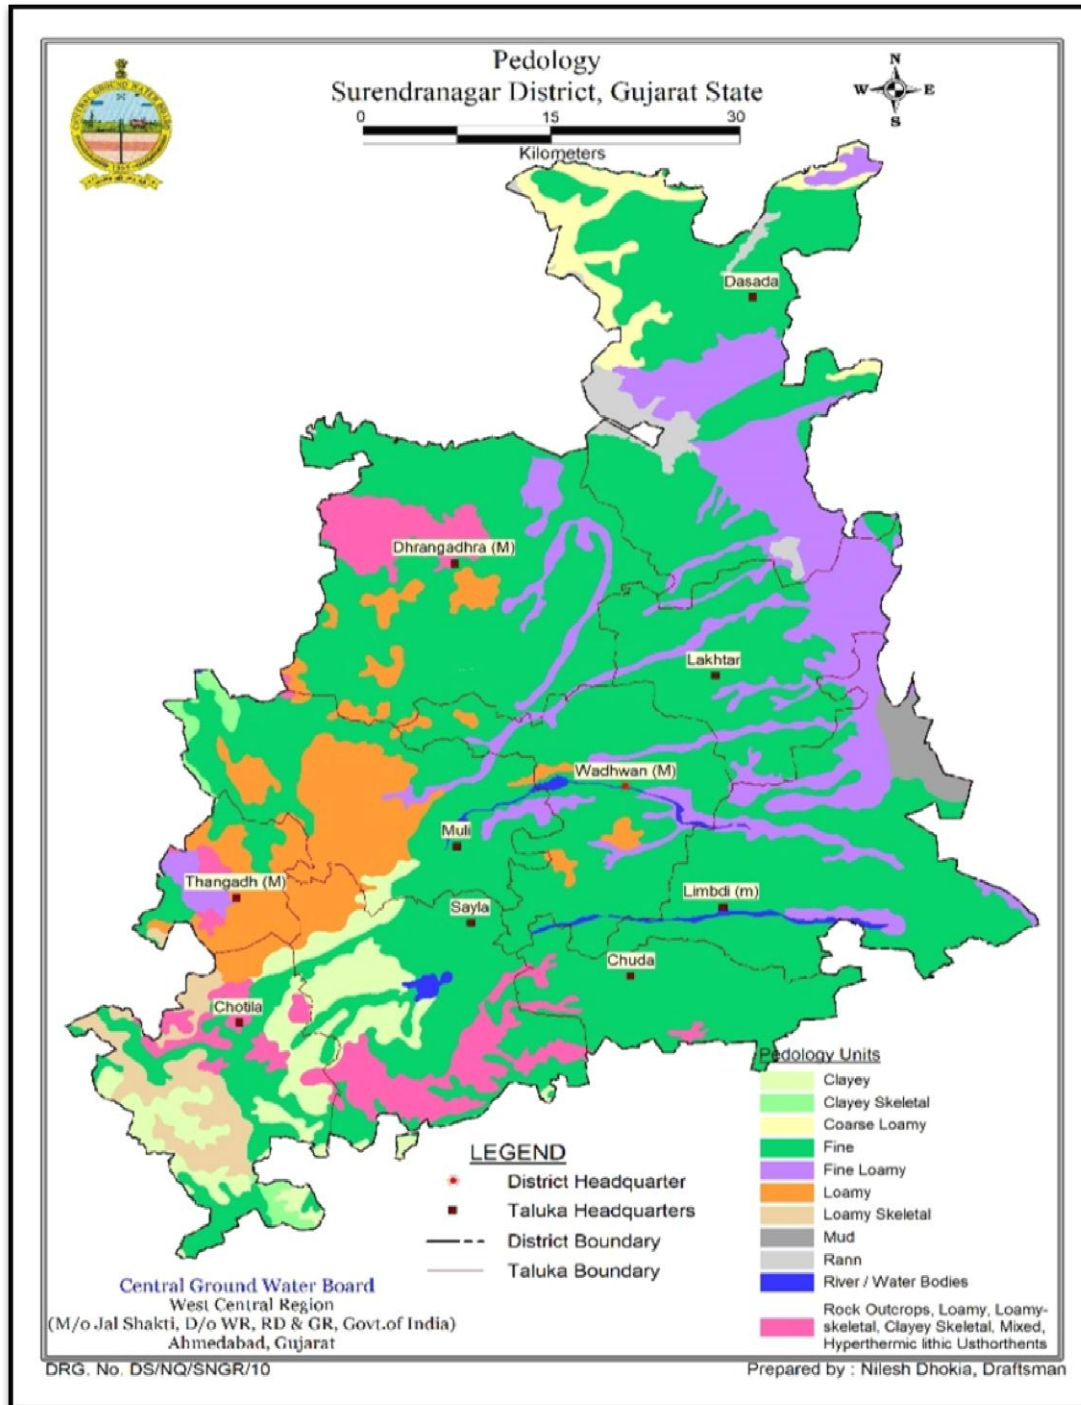 Pedology
Surendranagar District, Gujarat State
0 15 30
Kilometers
N
W E
S
CENTRAL GROUND WATER BOARD
Dasada
Dhrangadhra (M)
Lakhtar
Wadhwan (M)
Muli
Thangadh (M)
Limbdi (m)
Sayla
Chuda
Chotila
Pedology Units
Clayey
Clayey Skeletal
Coarse Loamy
Fine
Fine Loamy
Loamy
Loamy Skeletal
Mud
Rann
River / Water Bodies
Rock Outcrops, Loamy, Loamy-
skeletal, Clayey Skeletal, Mixed,
Hyperthermic lithic Usthorthents
LEGEND
District Headquarter
Taluka Headquarters
District Boundary
Taluka Boundary
Central Ground Water Board
West Central Region
(M/o Jal Shakti, D/o WR, RD & GR, Govt.of India)
Ahmedabad, Gujarat
DRG. No. DS/NQ/SNGR/10
Prepared by : Nilesh Dhokia, Draftsman